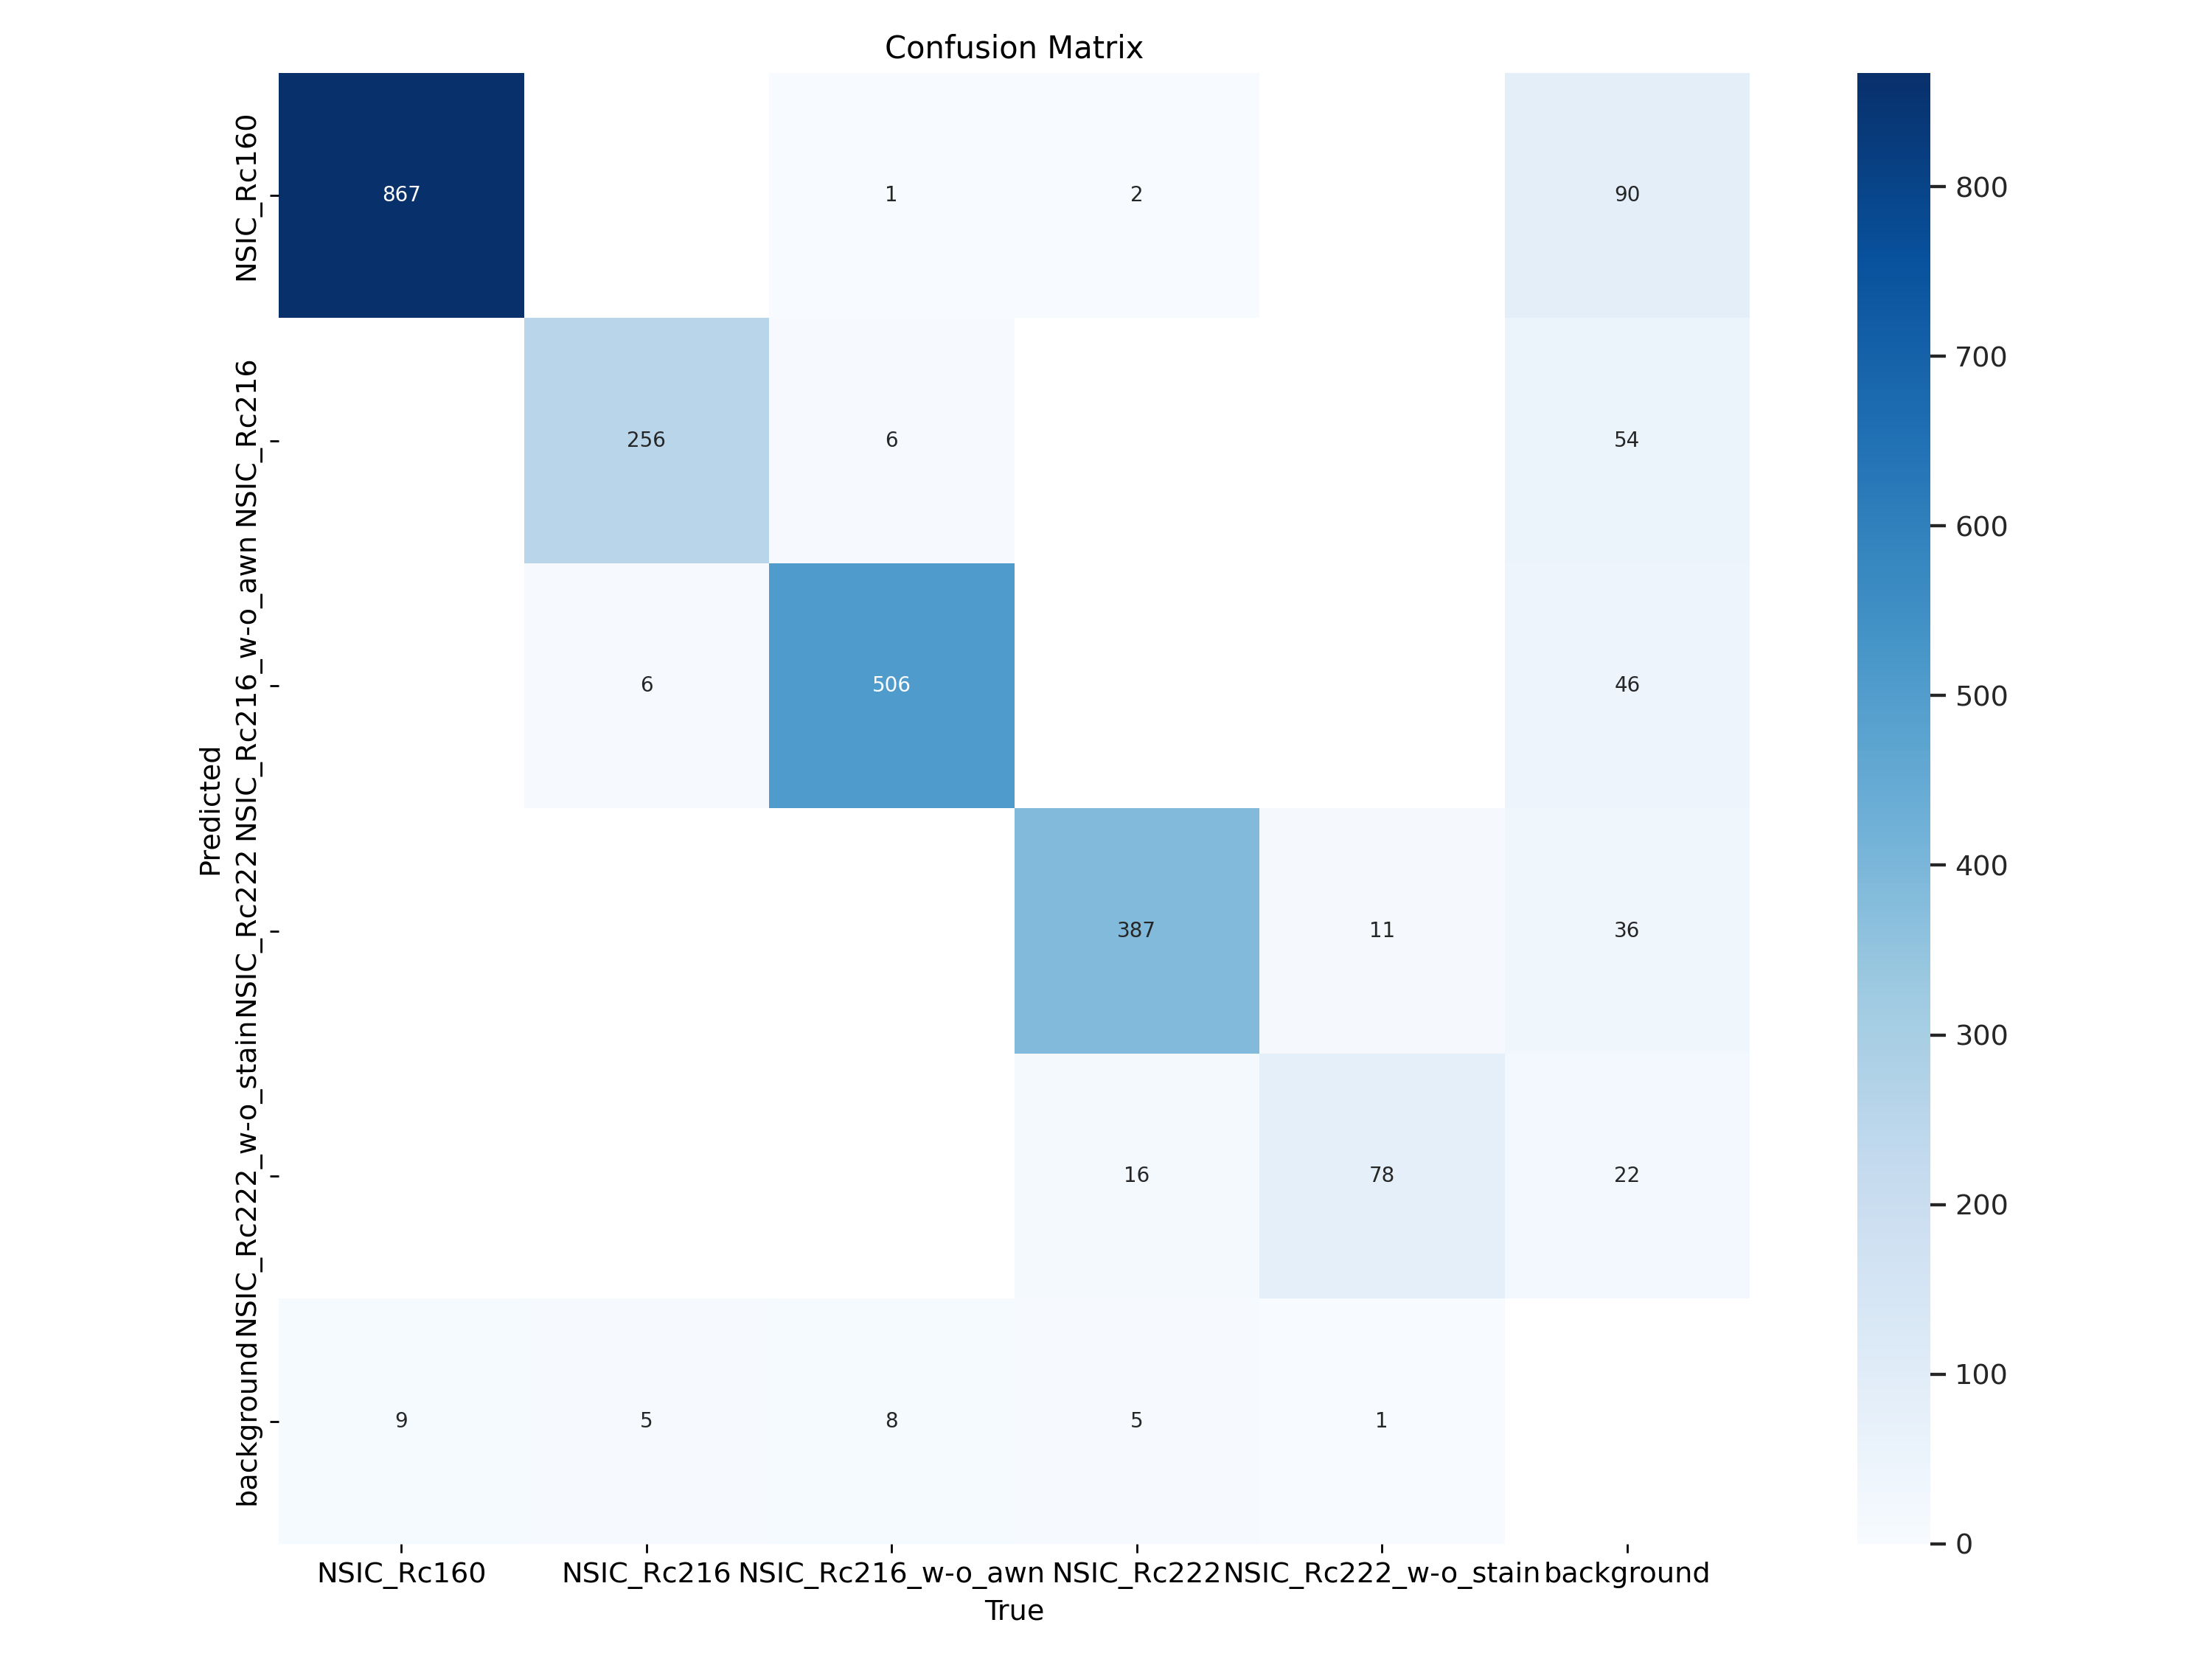 Confusion Matrix
NSIC_Rc160
867
1
2
90
800
700
NSIC_Rc216
256
6
54
600
NSIC_Rc216_w-o_awn
6
506
46
500
Predicted
400
NSIC_Rc222
387
11
36
300
NSIC_Rc222_w-o_stain
16
78
22
200
100
background
9
5
8
5
1
0
NSIC_Rc160
NSIC_Rc216
NSIC_Rc216_w-o_awn
NSIC_Rc222
NSIC_Rc222_w-o_stain
background
True